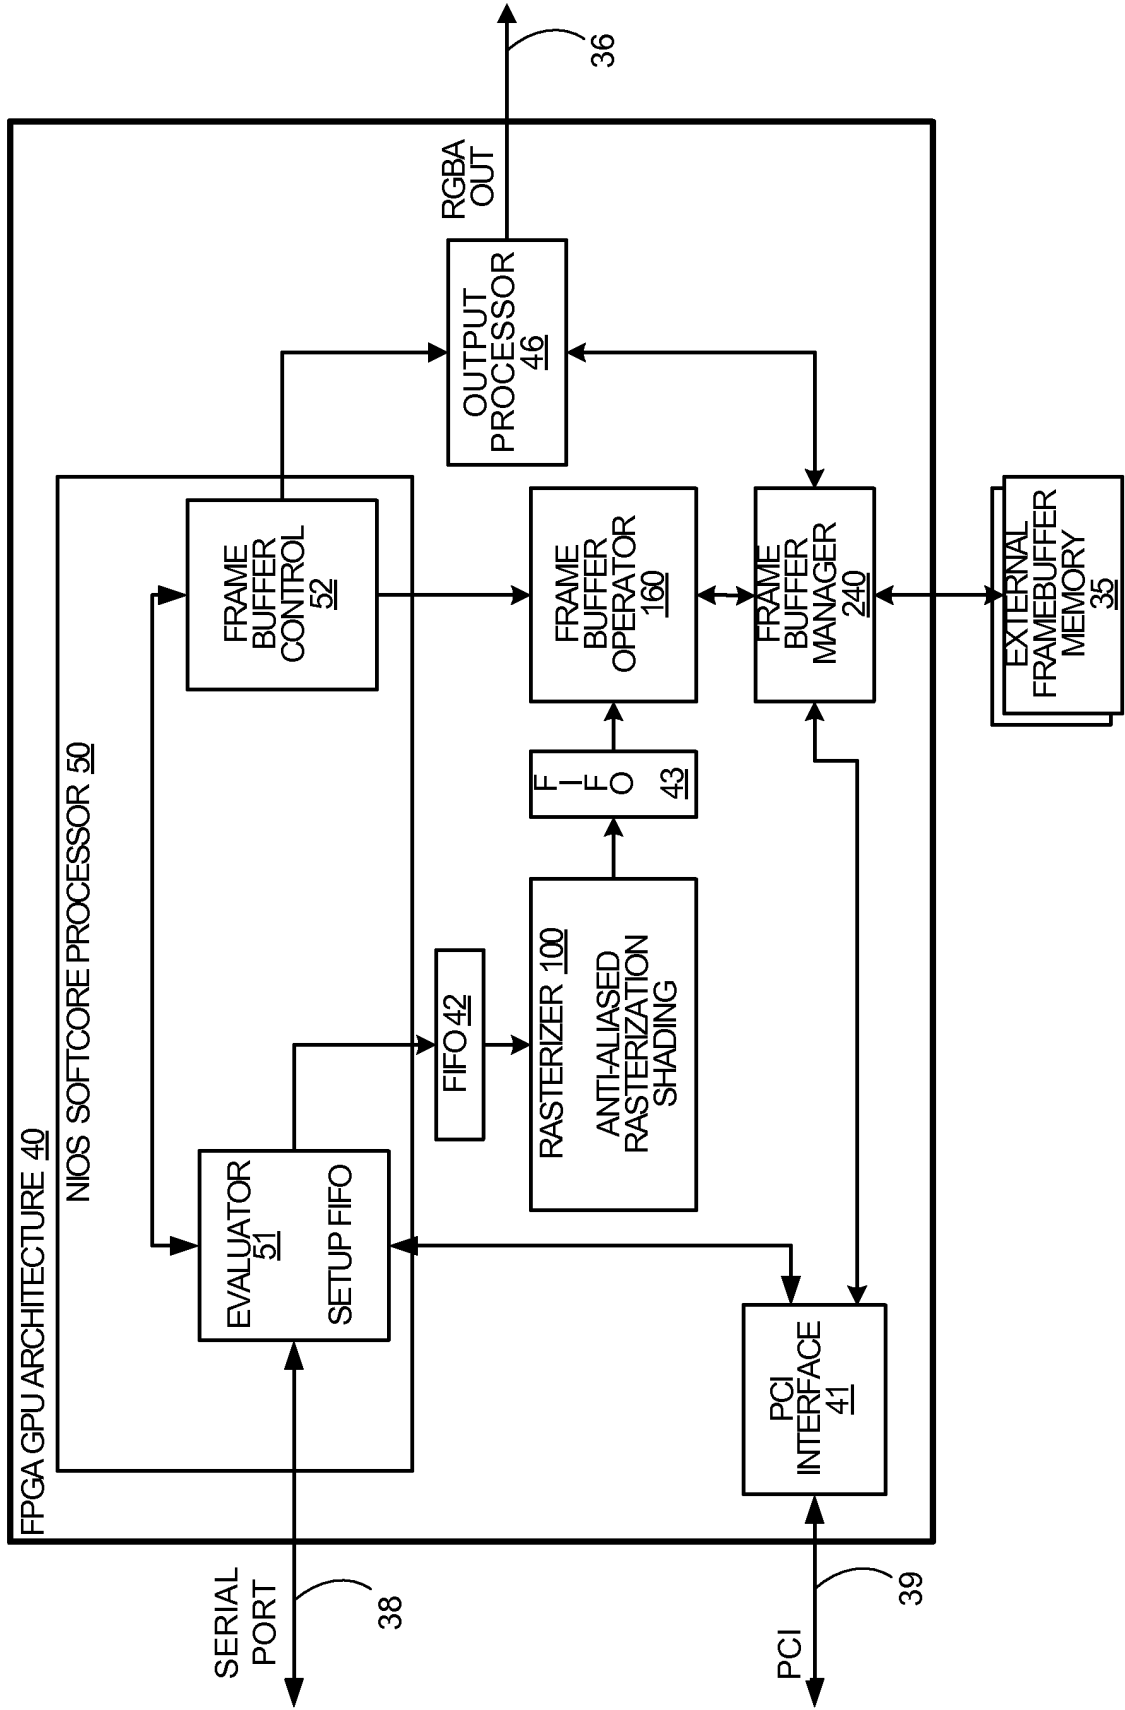 FPGA GPU ARCHITECTURE 40
NIOS SOFTCORE PROCESSOR 50
SERIAL
PORT
38
EVALUATOR
51
SETUP FIFO
FRAME
BUFFER
CONTROL
52
FIFO 42
RASTERIZER 100
ANTI-ALIASED
RASTERIZATION
SHADING
F
I
F
O
43
FRAME
BUFFER
OPERATOR
160
OUTPUT
PROCESSOR
46
RGBA
OUT
36
PCI
39
PCI
INTERFACE
41
FRAME
BUFFER
MANAGER
240
EXTERNAL
FRAMEBUFFER
MEMORY
35